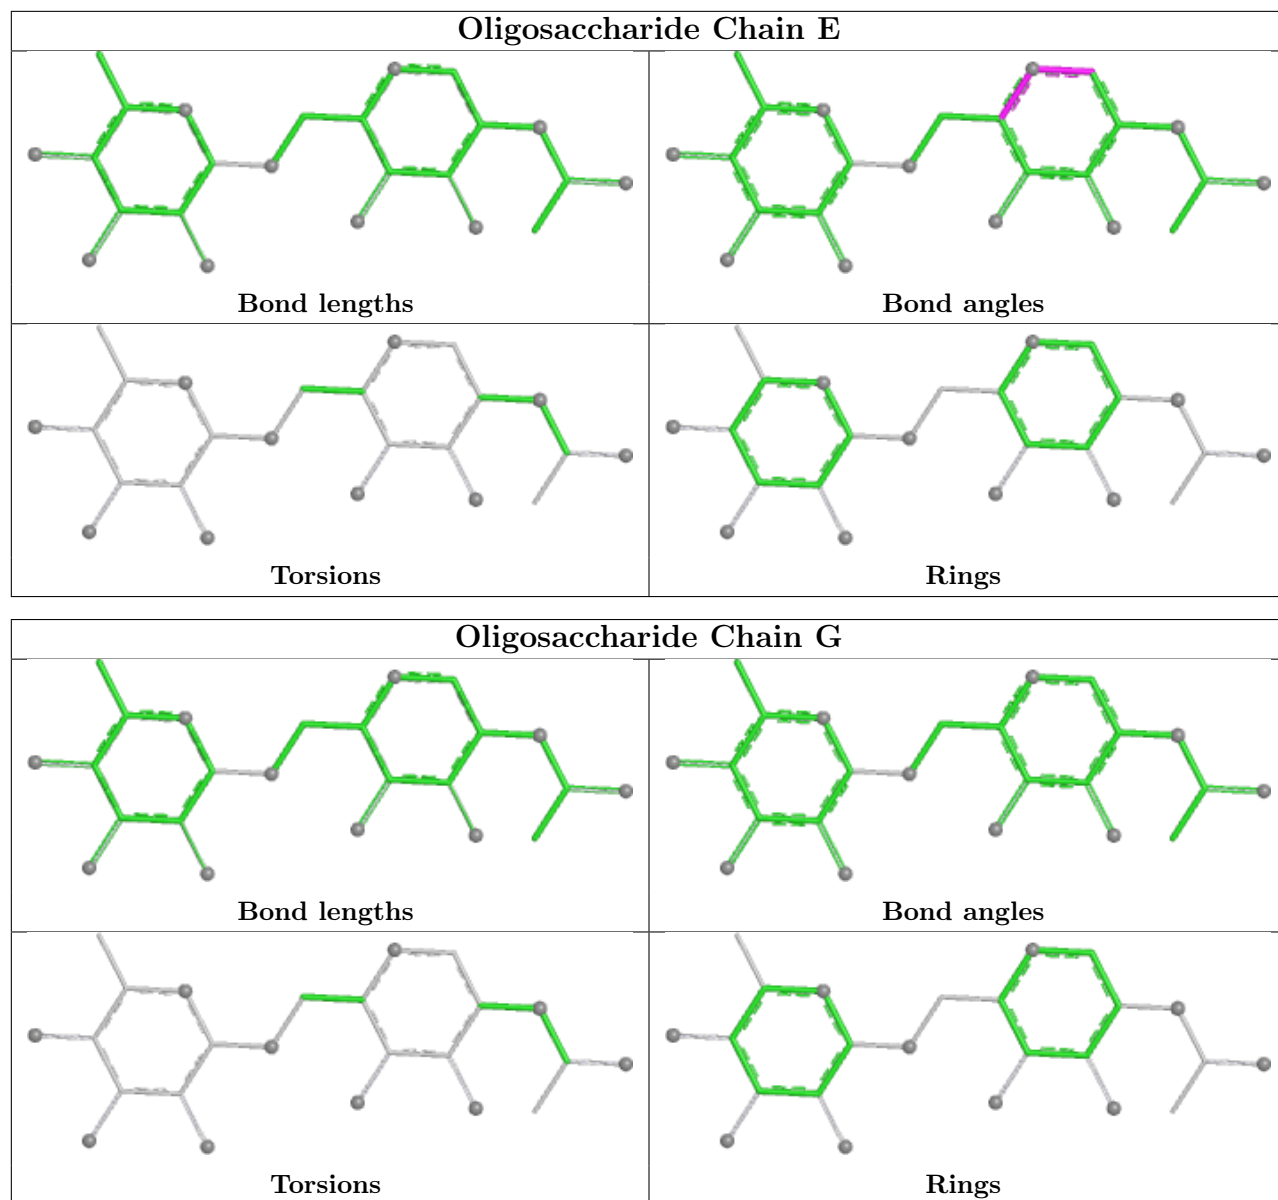 Oligosaccharide Chain E
Bond lengths
Bond angles
Torsions
Rings
Oligosaccharide Chain G
Bond lengths
Bond angles
Torsions
Rings